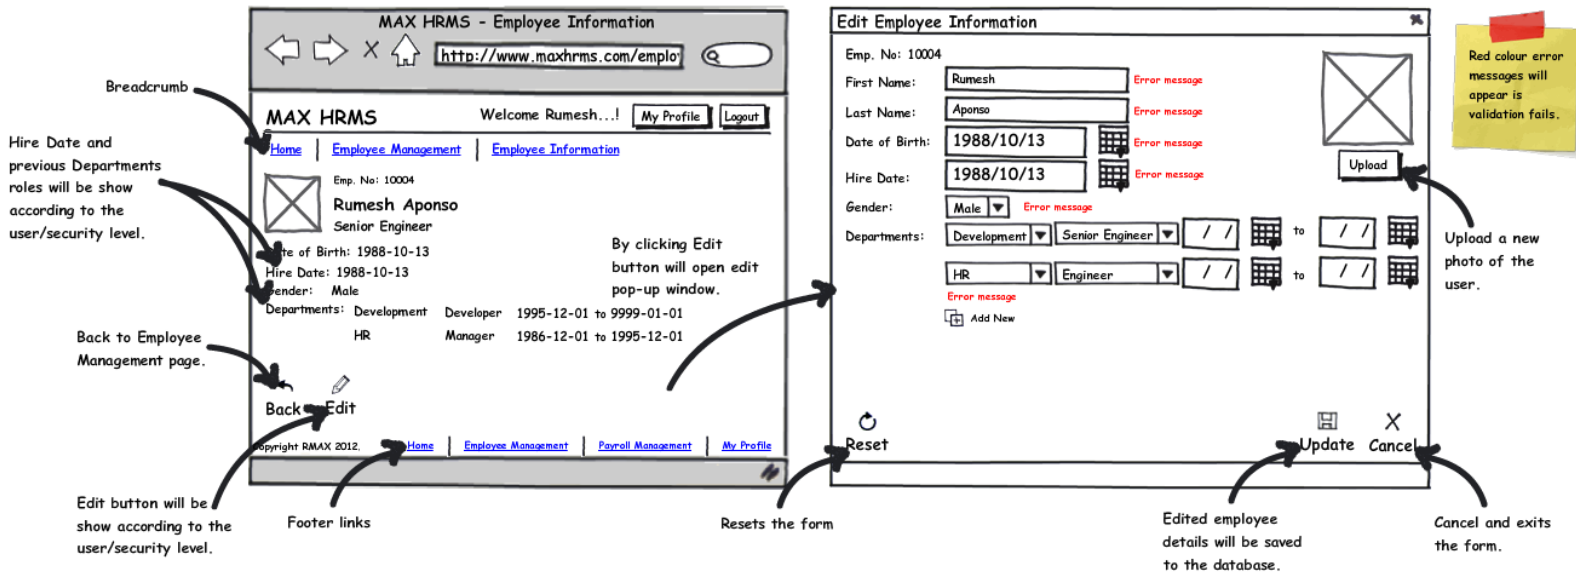 MAX HRMS - Employee Information
http://www.maxhrms.com/emplo
Breadcrumb
MAX HRMS
Welcome Rumesh...!
My Profile
Logout
Home
Employee Management
Employee Information
Hire Date and
previous Departments
roles will be show
according to the
user/security level.
Emp. No: 10004
Rumesh Aponso
Senior Engineer
of Birth: 1988-10-13
Hire Date: 1988-10-13
Gender: Male
Departments: Development Developer 1995-12-01 to 9999-01-01
HR Manager 1986-12-01 to 1995-12-01
By clicking Edit
button will open edit
pop-up window.
Back to Employee
Management page.
Back
Edit
Copyright RMAX 2012.
Home
Employee Management
Payroll Management
My Profile
Edit button will be
show according to the
user/security level.
Footer links
Edit Employee Information
Emp. No: 10004
First Name: Rumesh Error message
Last Name: Aponso Error message
Date of Birth: 1988/10/13 Error message
Hire Date: 1988/10/13 Error message
Gender: Male Error message
Departments: Development Senior Engineer / / to / /
HR Engineer / / to / /
Error message
Add New
Upload
Reset
Update
Cancel
Red colour error
messages will
appear is
validation fails.
Upload a new
photo of the
user.
Resets the form
Edited employee
details will be saved
to the database.
Cancel and exits
the form.